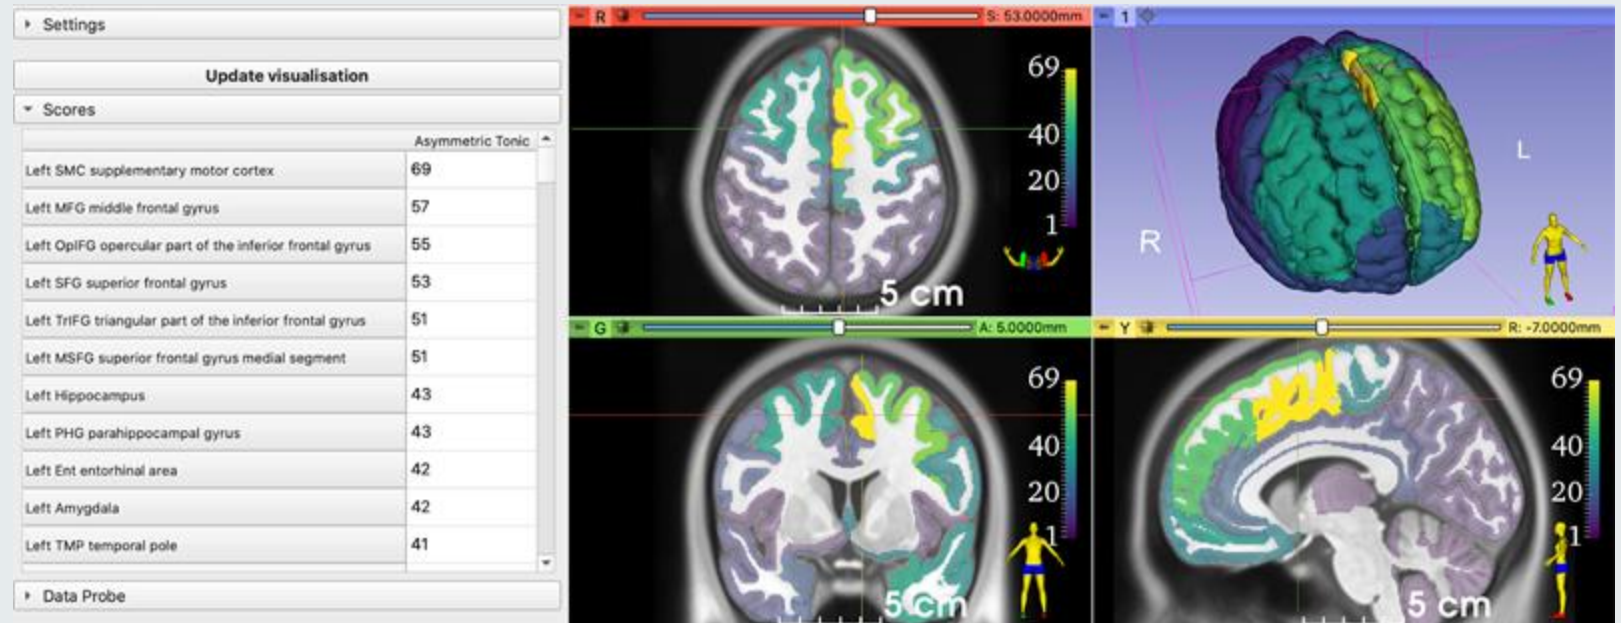 Settings
Update visualisation
Scores
Asymmetric Tonic
Left SMC supplementary motor cortex 69
Left MFG middle frontal gyrus 57
Left OpIFG opercular part of the inferior frontal gyrus 55
Left SFG superior frontal gyrus 53
Left TrIFG triangular part of the inferior frontal gyrus 51
Left MSFG superior frontal gyrus medial segment 51
Left Hippocampus 43
Left PHG parahippocampal gyrus 43
Left Ent entorhinal area 42
Left Amygdala 42
Left TMP temporal pole 41
Data Probe
R S: 53.0000mm
69
40
20
1
5 cm
1
R
L
G A: 5.0000mm
69
40
20
1
5 cm
Y R: -7.0000mm
69
40
20
1
5 cm